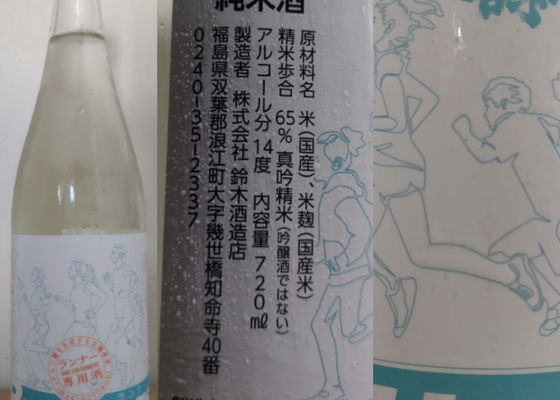 純米酒
原材料名 米(国産)、米麹(国産米)
精米歩合 65% 真吟精米(吟醸酒ではない)
アルコール分 14度 内容量 720㎖
製造者 株式会社 鈴木酒造店
福島県双葉郡浪江町大字幾世橋知命寺40番
0240-35-2337
ランナー
専用酒